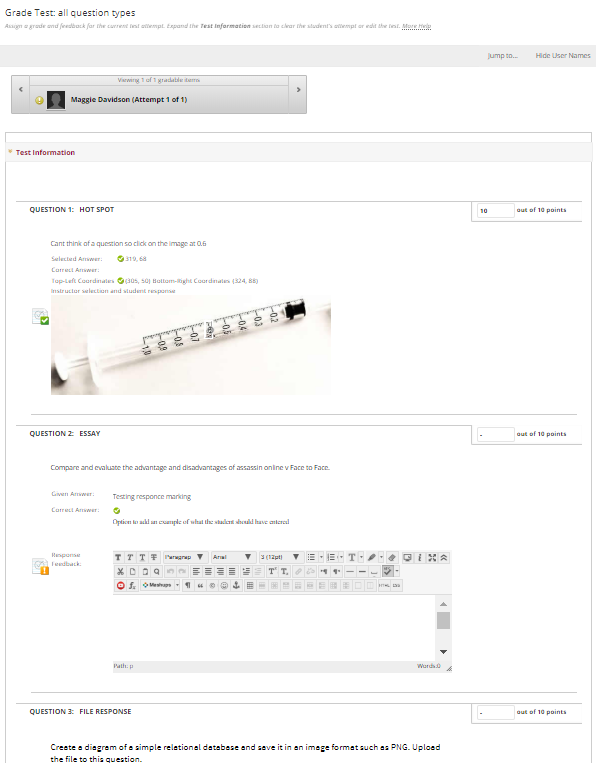 Grade Test: all question types
Assign a grade and feedback for the current test attempt. Expand the Test Information section to clear the student's attempt or edit the test. More Help
Jump to... Hide User Names
Viewing 1 of 1 gradable items
Maggie Davidson (Attempt 1 of 1)
Test Information
QUESTION 1: HOT SPOT
10 out of 10 points
Cant think of a question so click on the image at 0.6
Selected Answer: 319, 68
Correct Answer:
Top-Left Coordinates (305, 50) Bottom-Right Coordinates (324, 88)
Instructor selection and student response
1.0 0.9 0.8 0.7 0.5 0.4 0.3 0.2
QUESTION 2: ESSAY
- out of 10 points
Compare and evaluate the advantage and disadvantages of assassin online v Face to Face.
Given Answer: Testing responce marking
Correct Answer:
Option to add an example of what the student should have entered
Response
Feedback:
T T T T Paragrap Arial 3 (12pt) T
Mashups HTML CSS
Path: p Words:0
QUESTION 3: FILE RESPONSE
- out of 10 points
Create a diagram of a simple relational database and save it in an image format such as PNG. Upload
the file to this question.